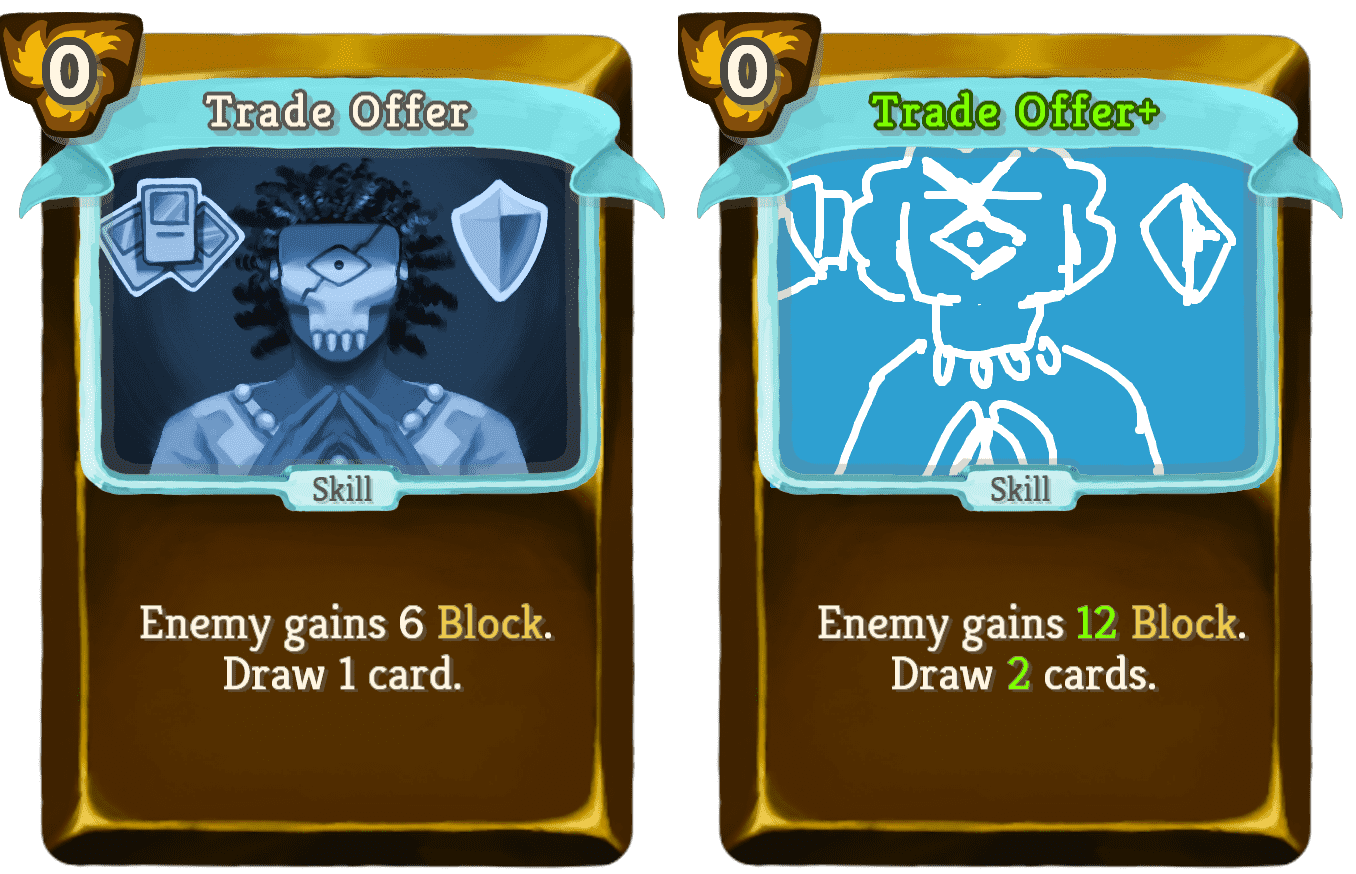 0
Trade Offer
Skill
Enemy gains 6 Block.
Draw 1 card.
0
Trade Offer+
Skill
Enemy gains 12 Block.
Draw 2 cards.